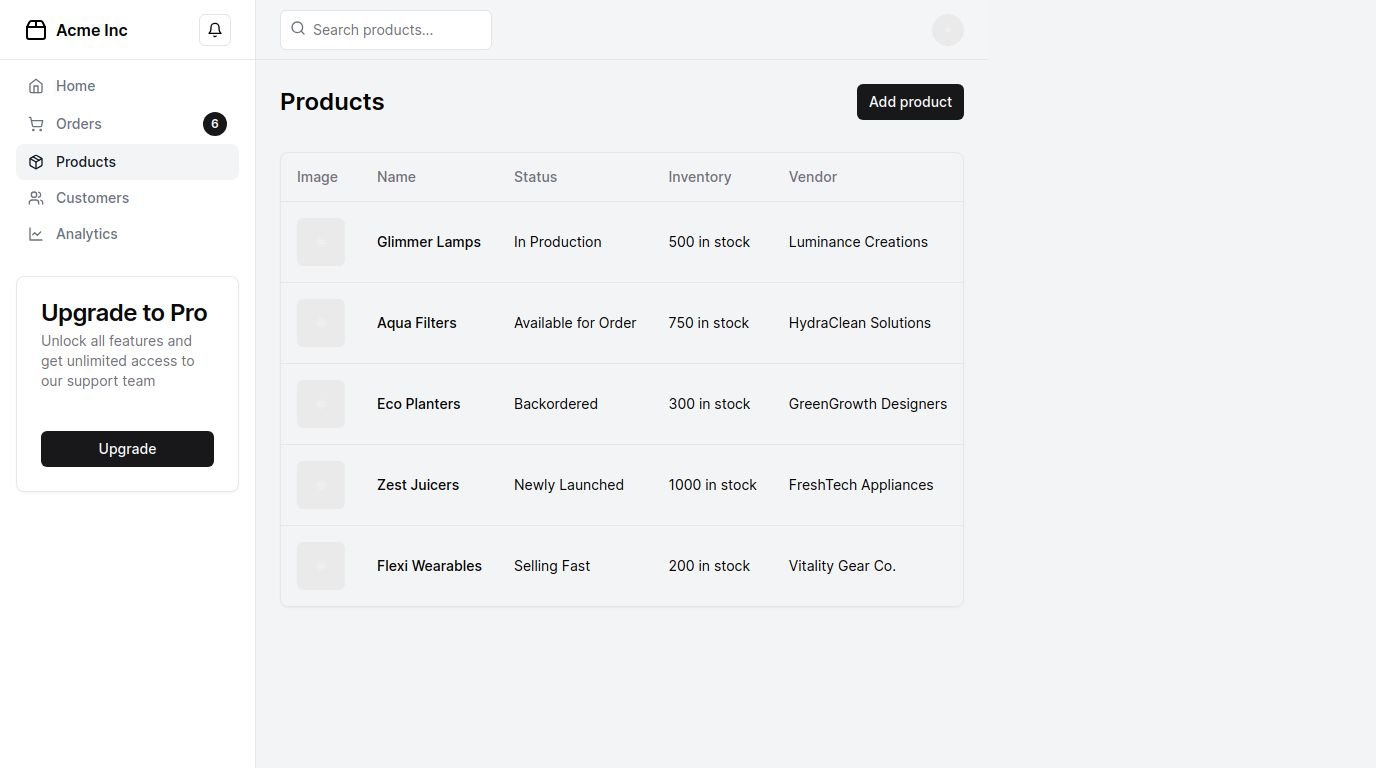 Acme Inc
Search products...
Home
Orders 6
Products
Customers
Analytics
Upgrade to Pro
Unlock all features and
get unlimited access to
our support team
Upgrade
Products
Add product
Image Name Status Inventory Vendor
Glimmer Lamps In Production 500 in stock Luminance Creations
Aqua Filters Available for Order 750 in stock HydraClean Solutions
Eco Planters Backordered 300 in stock GreenGrowth Designers
Zest Juicers Newly Launched 1000 in stock FreshTech Appliances
Flexi Wearables Selling Fast 200 in stock Vitality Gear Co.